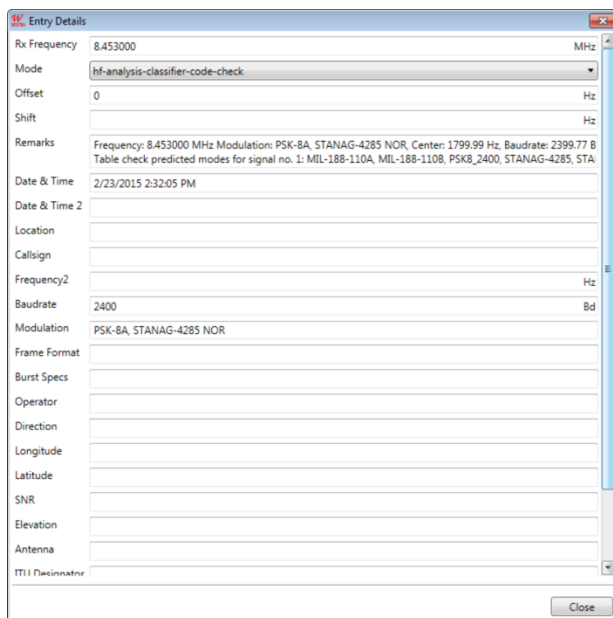 Entry Details
Rx Frequency 8.453000 MHz
Mode hf-analysis-classifier-code-check
Offset 0 Hz
Shift Hz
Remarks Frequency: 8.453000 MHz Modulation: PSK-8A, STANAG-4285 NOR, Center: 1799.99 Hz, Baudrate: 2399.77 B
Table check predicted modes for signal no. 1: MIL-188-110A, MIL-188-110B, PSK8_2400, STANAG-4285, STA
Date & Time 2/23/2015 2:32:05 PM
Date & Time 2
Location
Callsign
Frequency2 Hz
Baudrate 2400 Bd
Modulation PSK-8A, STANAG-4285 NOR
Frame Format
Burst Specs
Operator
Direction
Longitude
Latitude
SNR
Elevation
Antenna
ITU Designator
Close